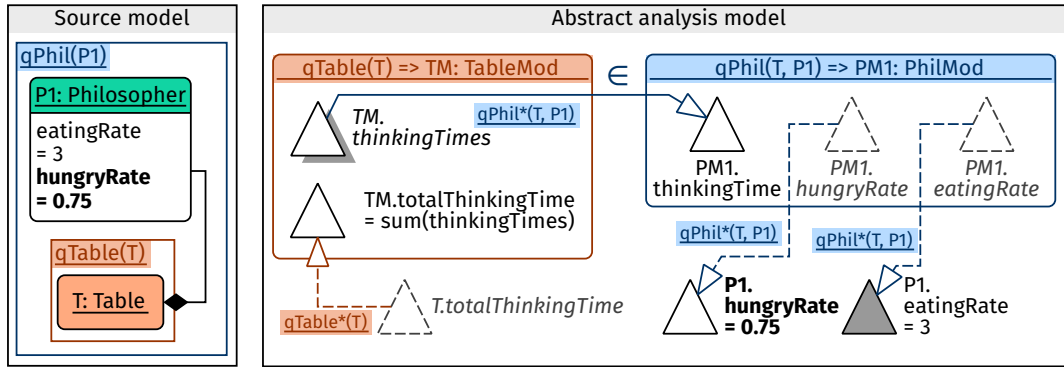 Source model
qPhil(P1)
P1: Philosopher
eatingRate
= 3
hungryRate
= 0.75
qTable(T)
T: Table
Abstract analysis model
qTable(T) => TM: TableMod
TM.
thinkingTimes
qPhil*(T, P1)
TM.totalThinkingTime
= sum(thinkingTimes)
qTable*(T)
T.totalThinkingTime
∈
qPhil(T, P1) => PM1: PhilMod
PM1.
thinkingTime
PM1.
hungryRate
PM1.
eatingRate
qPhil*(T, P1)
qPhil*(T, P1)
P1.
hungryRate
= 0.75
P1.
eatingRate
= 3